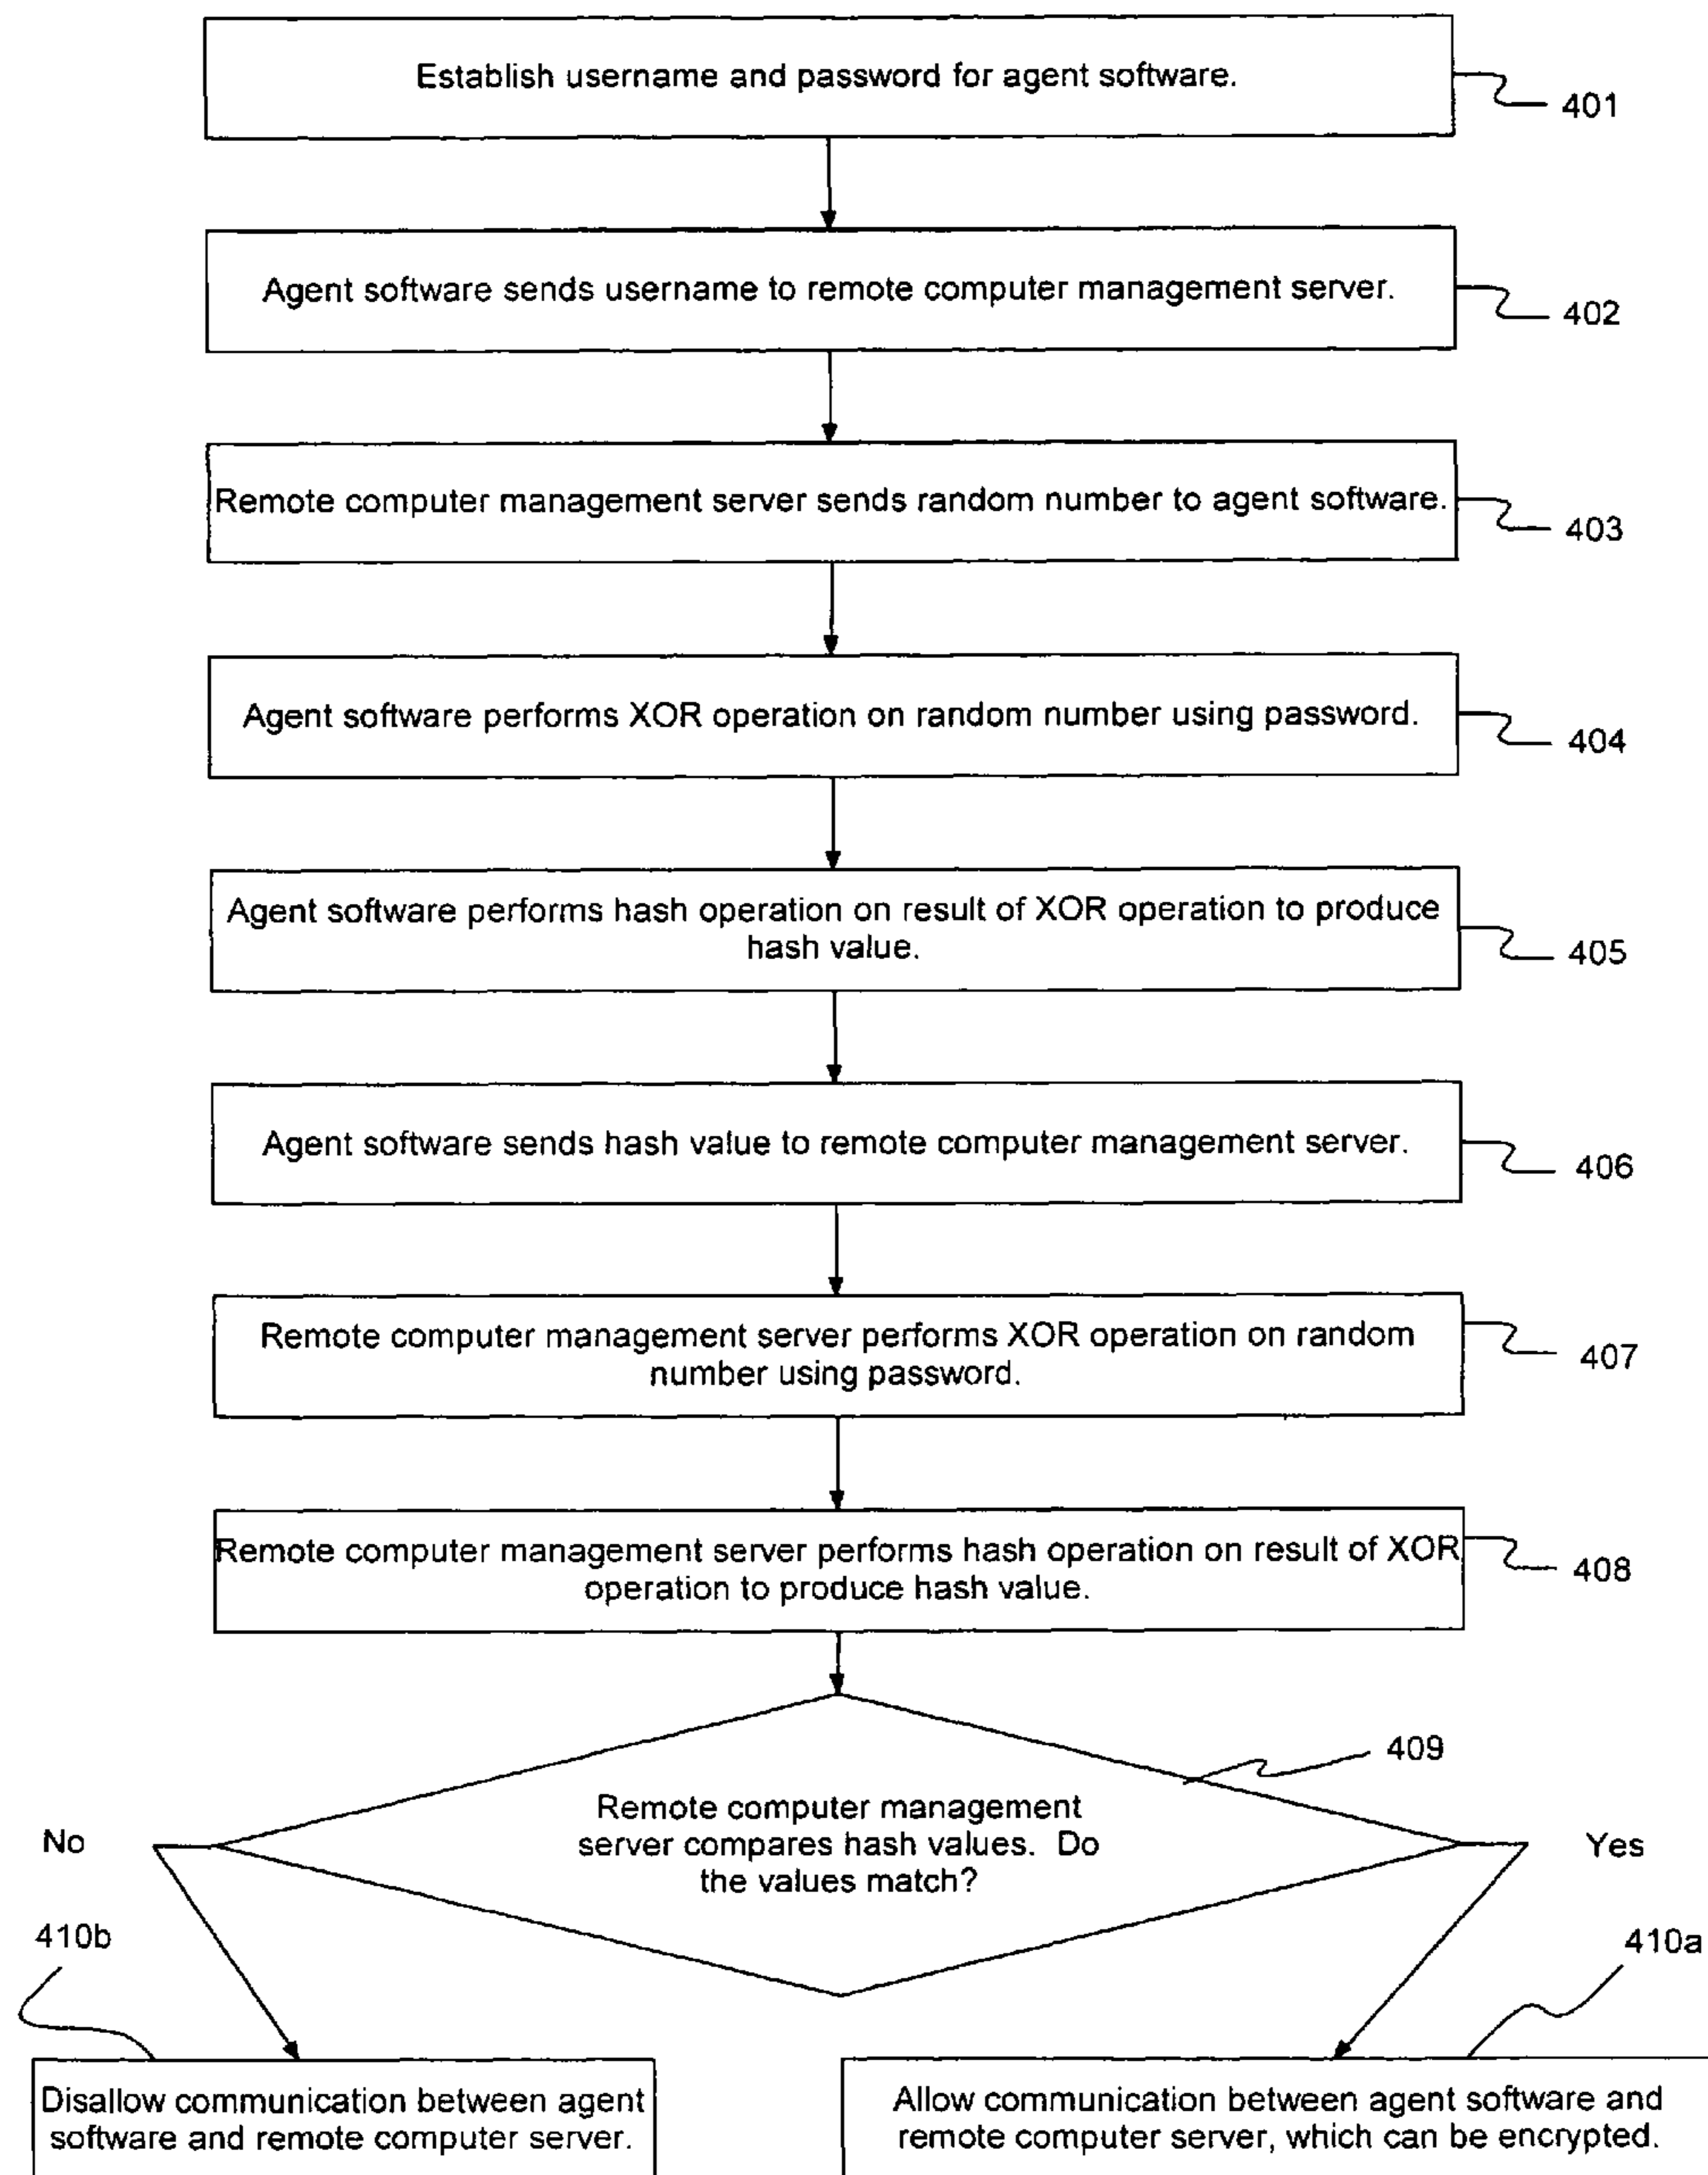 Establish username and password for agent software.
401
Agent software sends username to remote computer management server.
402
Remote computer management server sends random number to agent software.
403
Agent software performs XOR operation on random number using password.
404
Agent software performs hash operation on result of XOR operation to produce
hash value.
405
Agent software sends hash value to remote computer management server.
406
Remote computer management server performs XOR operation on random
number using password.
407
Remote computer management server performs hash operation on result of XOR
operation to produce hash value.
408
409
Remote computer management
server compares hash values. Do
the values match?
No
Yes
410b
410a
Disallow communication between agent
software and remote computer server.
Allow communication between agent software and
remote computer server, which can be encrypted.